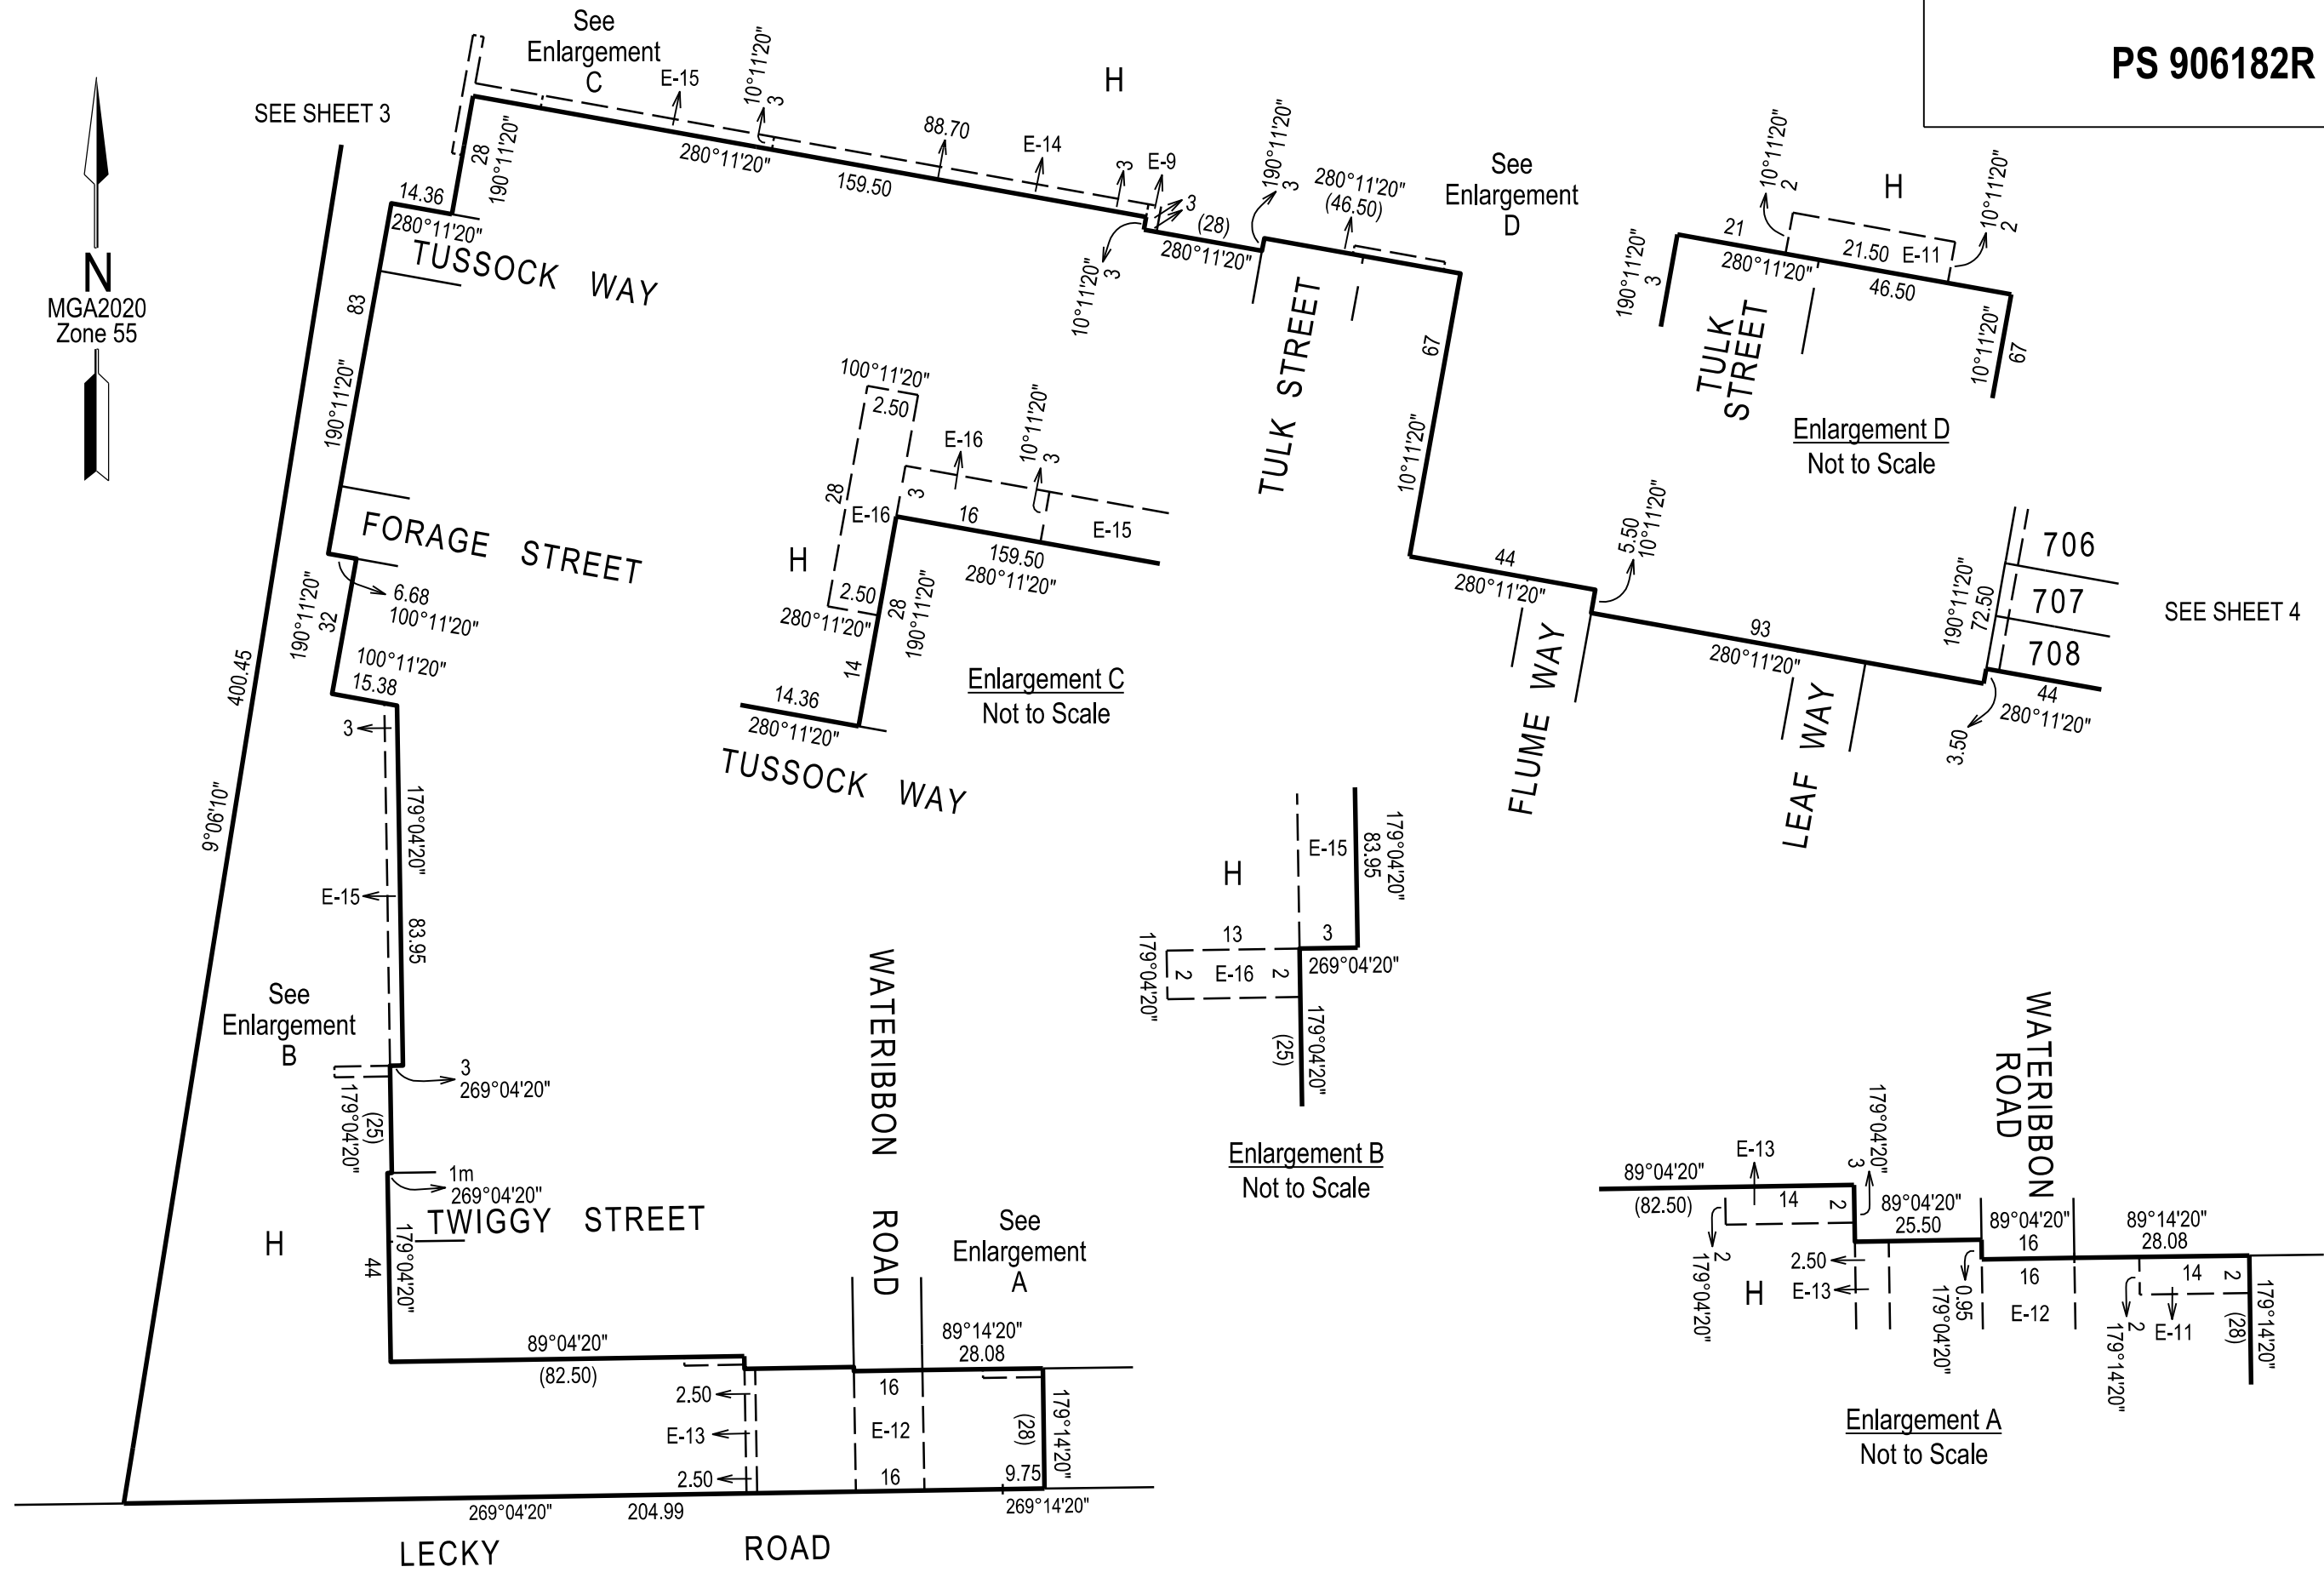 PS 906182R
N
MGA2020
Zone 55
SEE SHEET 3
See
Enlargement
C
E-15
10°11'20"
3
88.70
H
E-14
3
E-9
3
190°11'20"
3
280°11'20"
(46.50)
See
Enlargement
D
280°11'20"
159.50
(28)
280°11'20"
10°11'20"
3
28
190°11'20"
14.36
280°11'20"
TUSSOCK WAY
83
190°11'20"
FORAGE STREET
6.68
100°11'20"
190°11'20"
32
100°11'20"
15.38
400.45
9°06'10"
3
179°04'20"
E-15
83.95
See
Enlargement
B
3
269°04'20"
(25)
179°04'20"
1m
269°04'20"
TWIGGY STREET
H
44
179°04'20"
89°04'20"
(82.50)
WATERIBBON ROAD
See
Enlargement
A
89°14'20"
28.08
2.50
E-13
2.50
16
E-12
16
(28)
179°14'20"
9.75
269°14'20"
269°04'20"
204.99
LECKY ROAD
TULK STREET
67
10°11'20"
44
280°11'20"
5.50
10°11'20"
93
280°11'20"
FLUME WAY
LEAF WAY
190°11'20"
72.50
706
707
708
SEE SHEET 4
44
280°11'20"
3.50
100°11'20"
2.50
E-16
10°11'20"
3
28
E-16
3
16
E-15
H
159.50
280°11'20"
2.50
280°11'20"
28
190°11'20"
14
14.36
280°11'20"
TUSSOCK WAY
Enlargement C
Not to Scale
10°11'20"
2
H
10°11'20"
2
21
21.50
E-11
280°11'20"
46.50
190°11'20"
3
10°11'20"
67
TULK
STREET
Enlargement D
Not to Scale
179°04'20"
83.95
E-15
H
13
3
179°04'20"
2
E-16
2
269°04'20"
(25)
179°04'20"
Enlargement B
Not to Scale
WATERIBBON
ROAD
89°04'20"
(82.50)
E-13
14
2
3
179°04'20"
89°04'20"
25.50
89°04'20"
16
89°14'20"
28.08
2
179°04'20"
H
2.50
E-13
0.95
179°04'20"
16
E-12
14
2
2
179°14'20"
E-11
(28)
179°14'20"
Enlargement A
Not to Scale